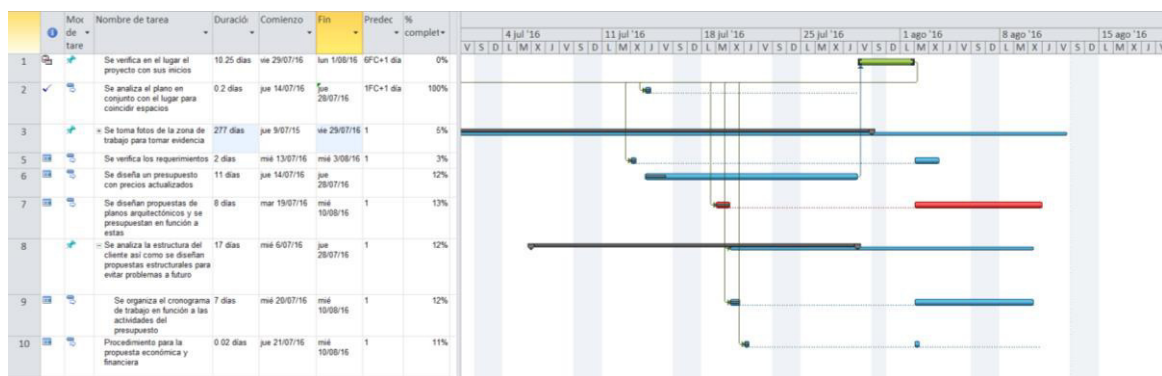 Moc de tare Nombre de tarea Duració Comienzo Fin Predec % complet
4 jul '16 11 jul '16 18 jul '16 25 jul '16 1 ago '16 8 ago '16 15 ago '16
V S D L M X J V S D L M X J V S D L M X J V S D L M X J V S D L M X J V S D L M X J V S D L M X J V
1 Se verifica en el lugar el proyecto con sus inicios 10.25 días vie 29/07/16 lun 1/08/16 6FC+1 día 0%
2 Se analiza el plano en conjunto con el lugar para coincidir espacios 0.2 días jue 14/07/16 jue 28/07/16 1FC+1 día 100%
3 Se toma fotos de la zona de trabajo para tomar evidencia 277 días jue 9/07/15 vie 29/07/16 1 5%
5 Se verifica los requerimientos 2 días mié 13/07/16 mié 3/08/16 1 3%
6 Se diseña un presupuesto con precios actualizados 11 días jue 14/07/16 jue 28/07/16 12%
7 Se diseñan propuestas de planos arquitectónicos y se presupuestan en función a estas 8 días mar 19/07/16 mié 10/08/16 1 13%
8 Se analiza la estructura del cliente así como se diseñan propuestas estructurales para evitar problemas a futuro 17 días mié 6/07/16 jue 28/07/16 1 12%
9 Se organiza el cronograma de trabajo en función a las actividades del presupuesto 7 días mié 20/07/16 mié 10/08/16 1 12%
10 Procedimiento para la propuesta económica y financiera 0.02 días jue 21/07/16 mié 10/08/16 1 11%